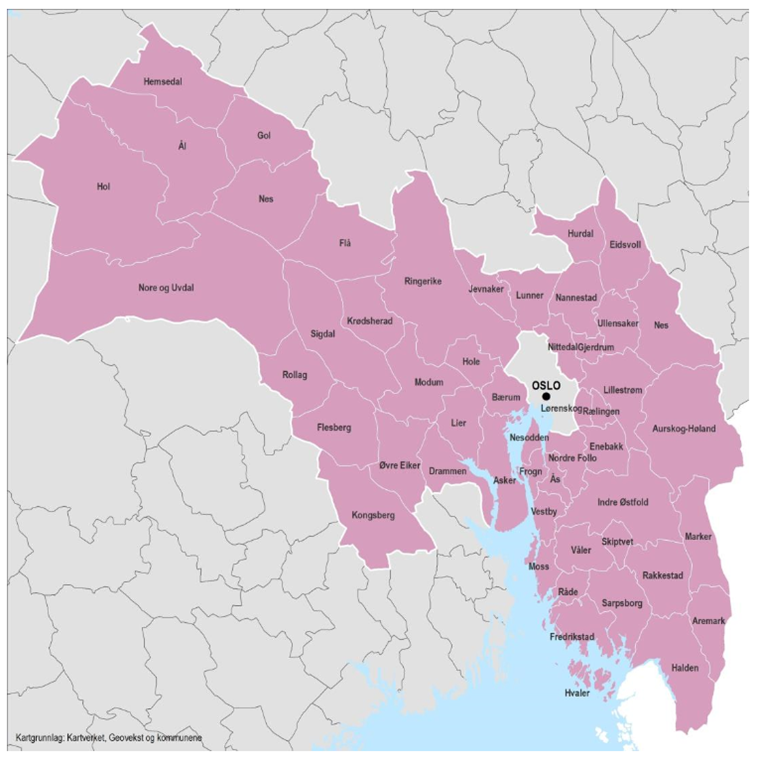 Hemsedal
Gol
Ål
Hol
Nes
Hurdal
Flå
Eidsvoll
Ringerike
Nore og Uvdal
Jevnaker
Lunner
Nannestad
Krødsherad
Ullensaker
Nes
Sigdal
NittedalGjerdrum
Hole
Rollag
Modum
OSLO
Lillestrøm
Bærum
Lørenskog
Rælingen
Lier
Flesberg
Aurskog-Høland
Nesodden
Enebakk
Nordre Follo
Øvre Eiker
Drammen
Frogn
Asker
Ås
Indre Østfold
Vestby
Kongsberg
Marker
Skiptvet
Våler
Moss
Rakkestad
Råde
Sarpsborg
Aremark
Fredrikstad
Halden
Hvaler
Kartgrunnlag: Kartverket, Geovekst og kommunene